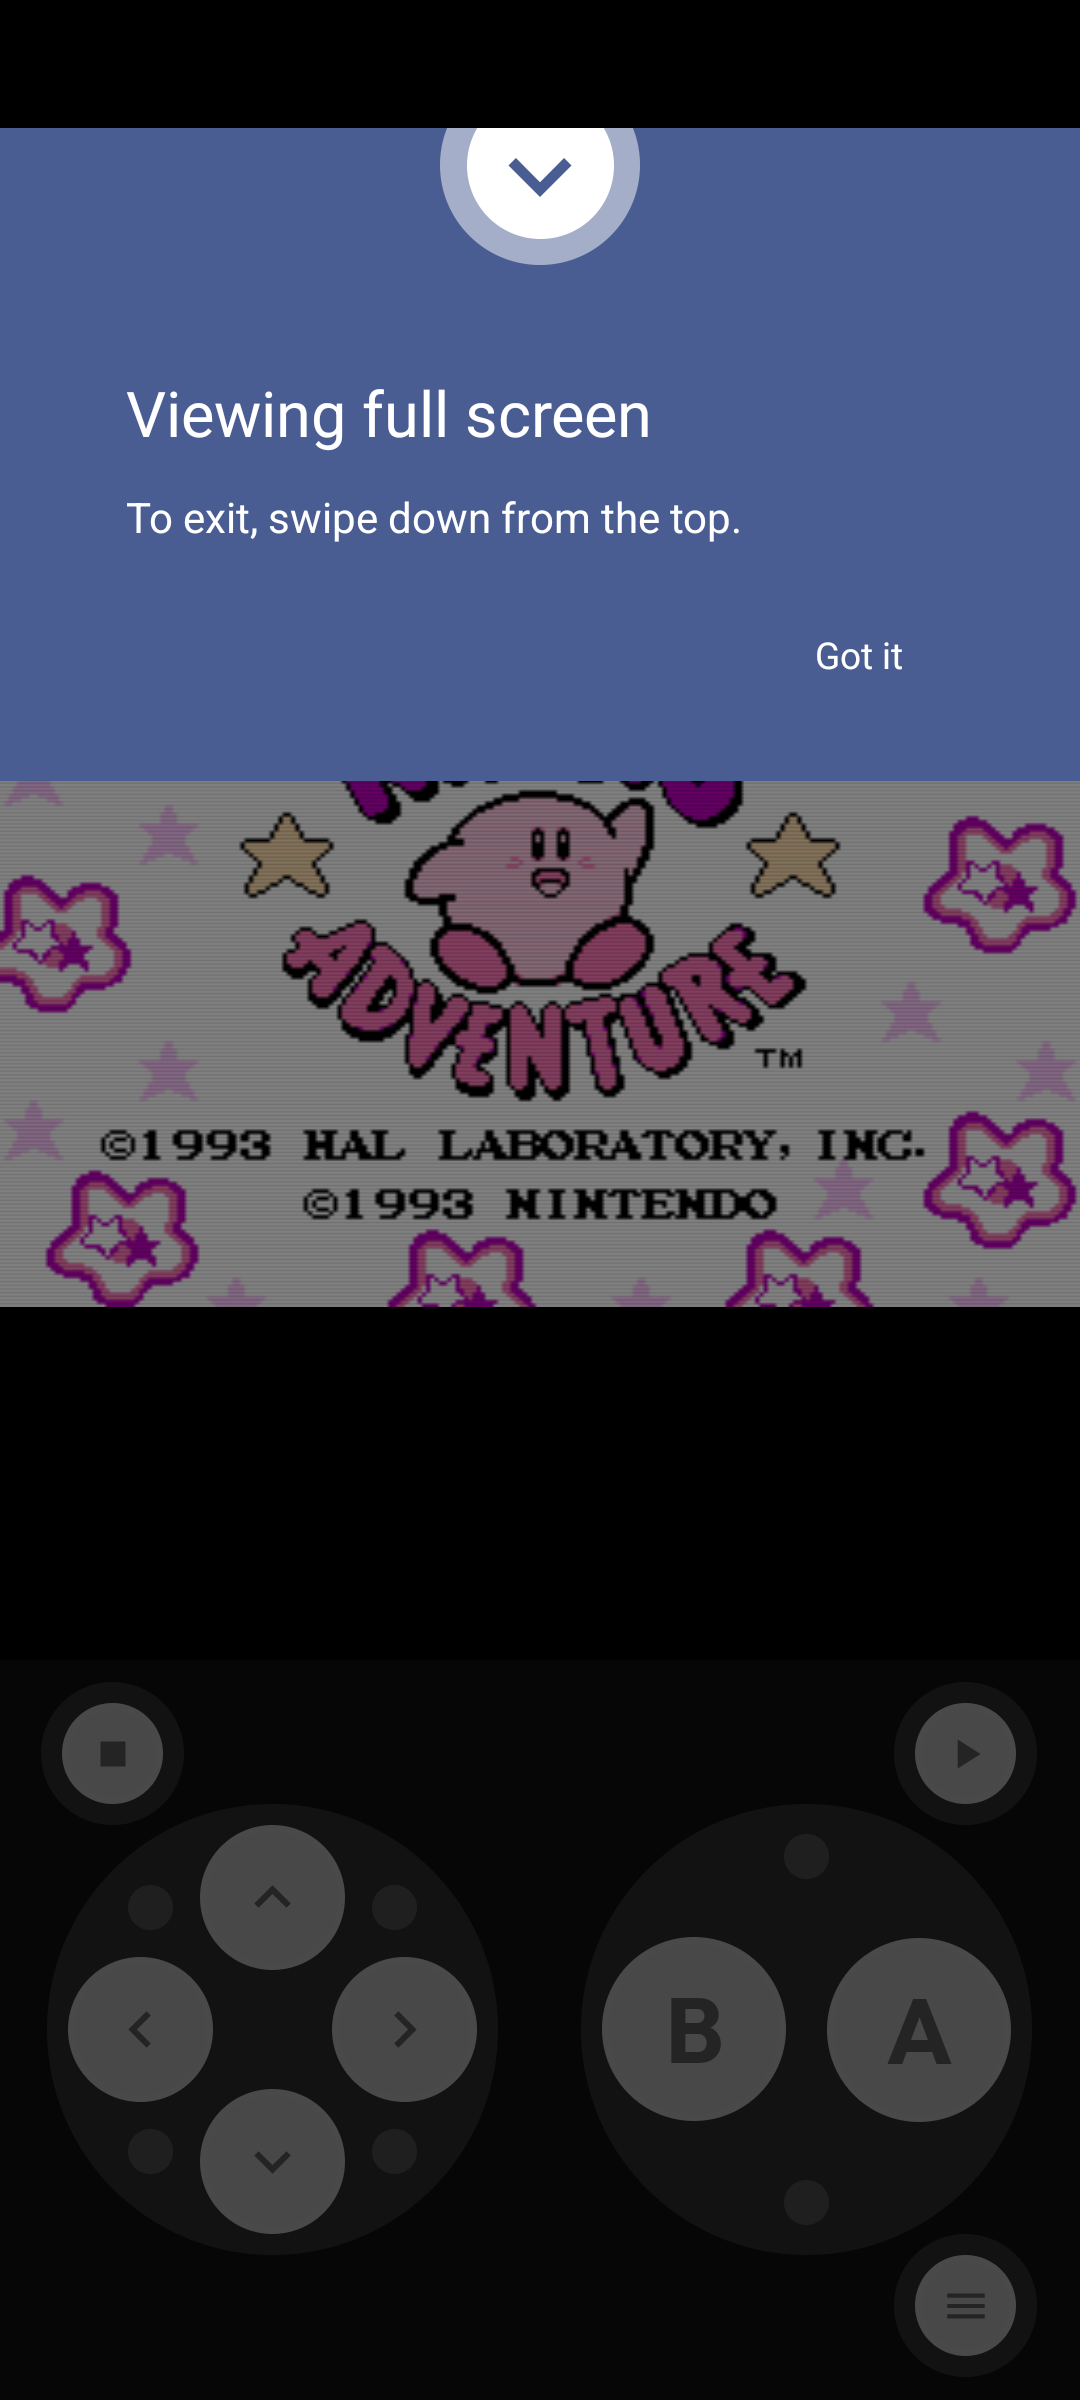 Viewing full screen
To exit, swipe down from the top.
Got it
ADVENTURE
TM
©1993 HAL LABORATORY, INC.
©1993 NINTENDO
B
A